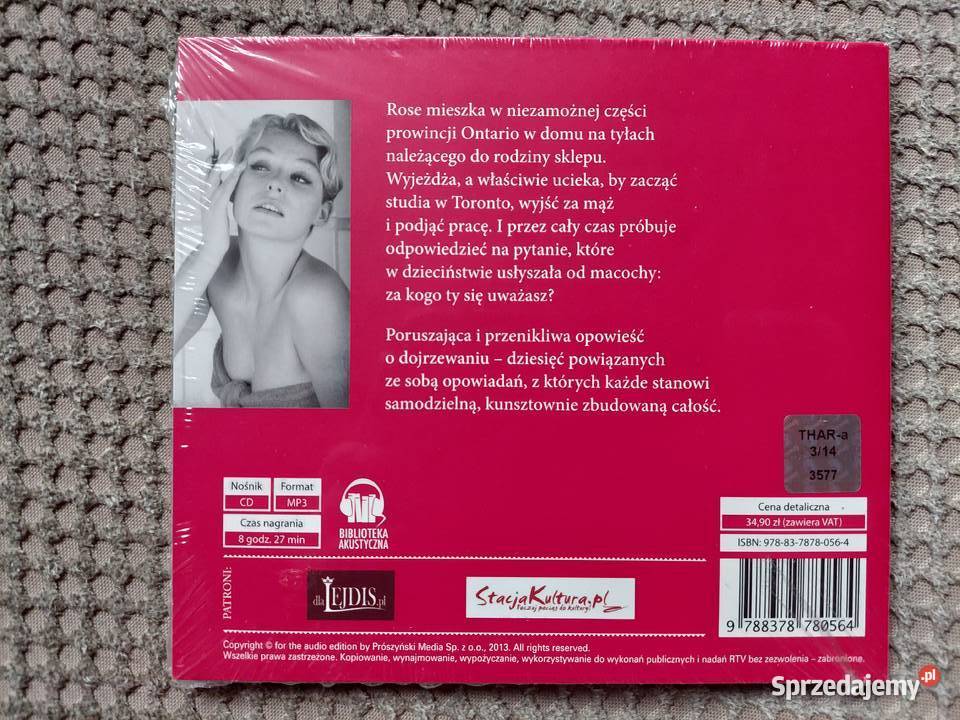 Rose mieszka w niezamożnej części
prowincji Ontario w domu na tyłach
należącego do rodziny sklepu.
Wyjeżdża, a właściwie ucieka, by zacząć
studia w Toronto, wyjść za mąż
i podjąć pracę. I przez cały czas próbuje
odpowiedzieć na pytanie, które
w dzieciństwie usłyszała od macochy:
za kogo ty się uważasz?
Poruszająca i przenikliwa opowieść
o dojrzewaniu – dziesięć powiązanych
ze sobą opowiadań, z których każde stanowi
samodzielną, kunsztownie zbudowaną całość.
THAR-a
3/14
3577
Nośnik
CD
Format
MP3
Czas nagrania
8 godz. 27 min
BIBLIOTEKA
AKUSTYCZNA
Cena detaliczna
34,90 zł (zawiera VAT)
ISBN: 978-83-7878-056-4
9 788378 780564
PATRONI:
dla LEJDIS.pl
StacjaKultura.pl
Zaczaj pociąg do kultury!
Copyright © for the audio edition by Prószyński Media Sp. z o.o., 2013. All rights reserved.
Wszelkie prawa zastrzeżone. Kopiowanie, wynajmowanie, wypożyczanie, wykorzystywanie do wykonań publicznych i nadań RTV bez zezwolenia – zabronione.
Sprzedajemy.pl